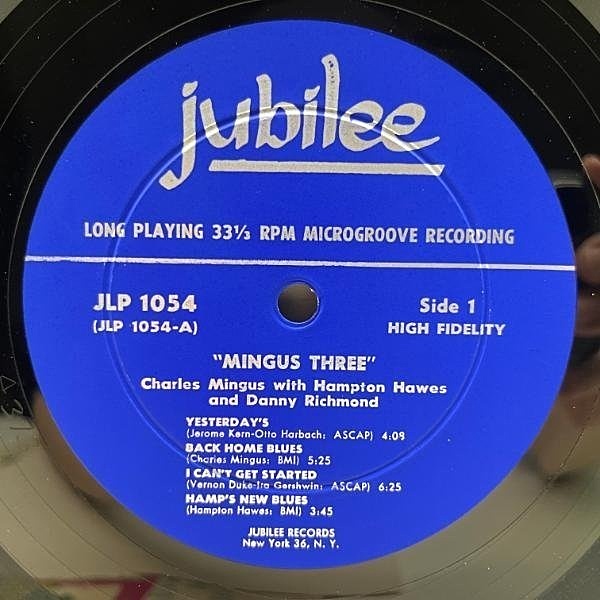 jubilee
LONG PLAYING 33⅓ RPM MICROGROOVE RECORDING
JLP 1054 Side 1
(JLP 1054-A) HIGH FIDELITY
"MINGUS THREE"
Charles Mingus with Hampton Hawes
and Danny Richmond
YESTERDAY'S
(Jerome Kern-Otto Harbach: ASCAP) 4:09
BACK HOME BLUES
(Charles Mingus: BMI) 5:25
I CAN'T GET STARTED
(Vernon Duke-Ira Gershwin: ASCAP) 6:25
HAMP'S NEW BLUES
(Hampton Hawes: BMI) 3:45
JUBILEE RECORDS
New York 36, N. Y.